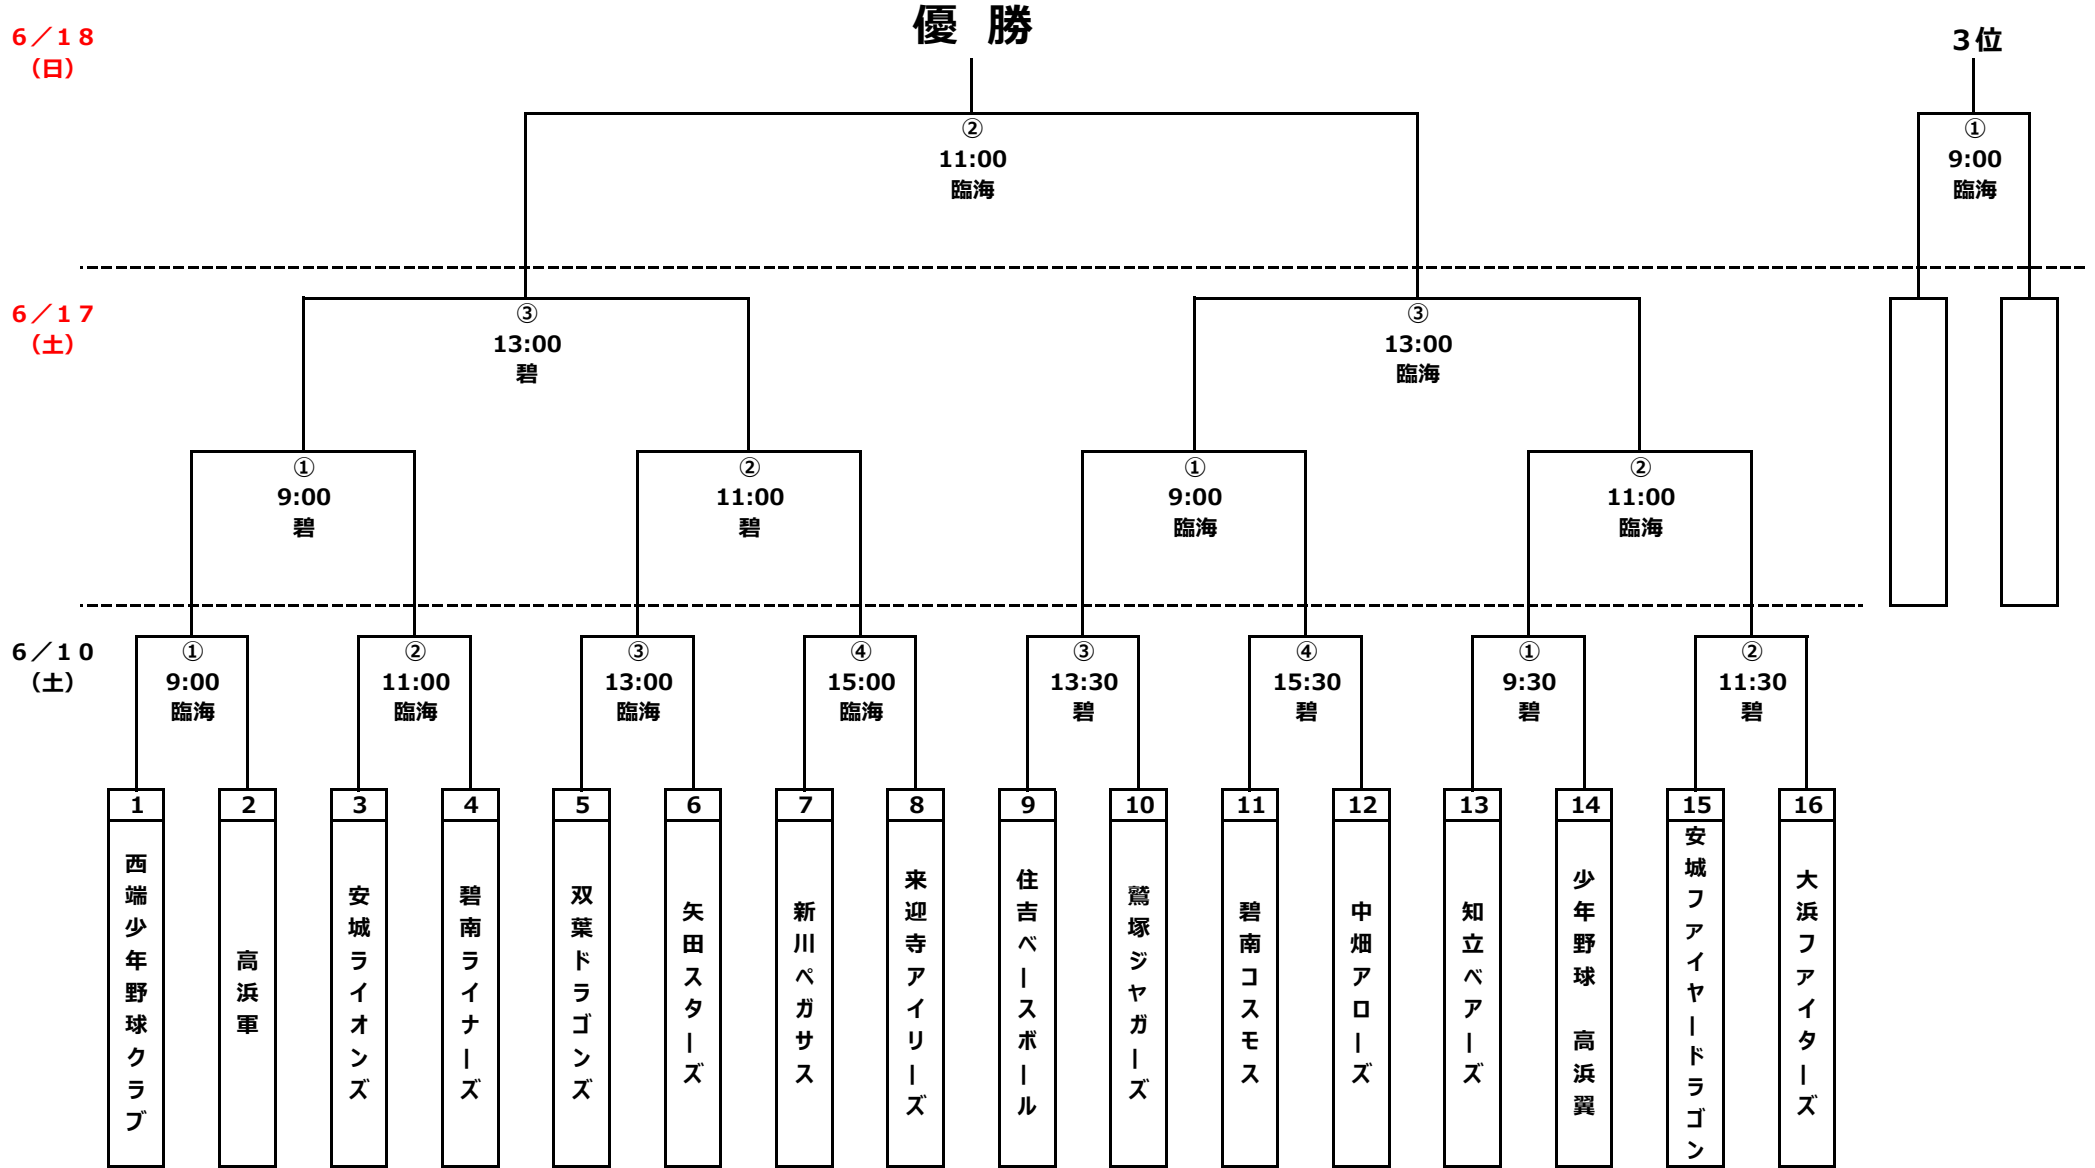 優 勝
6／18
（日）
3位
②
11:00
臨海
①
9:00
臨海
6／17
（土）
③
13:00
碧
③
13:00
臨海
①
9:00
碧
②
11:00
碧
①
9:00
臨海
②
11:00
臨海
6／10
（土）
①
9:00
臨海
②
11:00
臨海
③
13:00
臨海
④
15:00
臨海
③
13:30
碧
④
15:30
碧
①
9:30
碧
②
11:30
碧
1
西端少年野球クラブ
2
高浜軍
3
安城ライオンズ
4
碧南ライナーズ
5
双葉ドラゴンズ
6
矢田スターズ
7
新川ペガサス
8
来迎寺アイリーズ
9
住吉ベースボール
10
鷲塚ジヤガーズ
11
碧南コスモス
12
中畑アローズ
13
知立ベアーズ
14
少年野球　高浜翼
15
安城ファイヤードラゴン
16
大浜ファイターズ